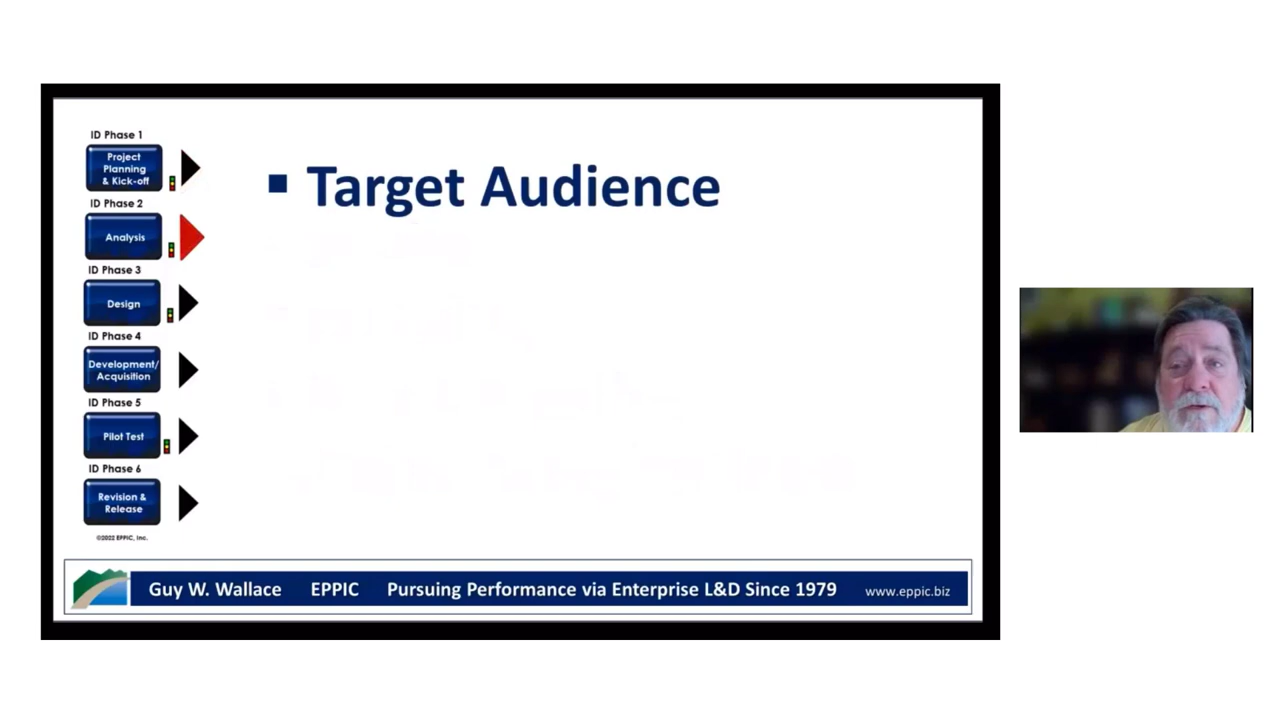 ID Phase 1
Project
Planning
& Kick-off
ID Phase 2
Analysis
ID Phase 3
Design
ID Phase 4
Development/
Acquisition
ID Phase 5
Pilot Test
ID Phase 6
Revision &
Release
©2022 EPPIC, Inc.
▪ Target Audience
Guy W. Wallace EPPIC Pursuing Performance via Enterprise L&D Since 1979 www.eppic.biz